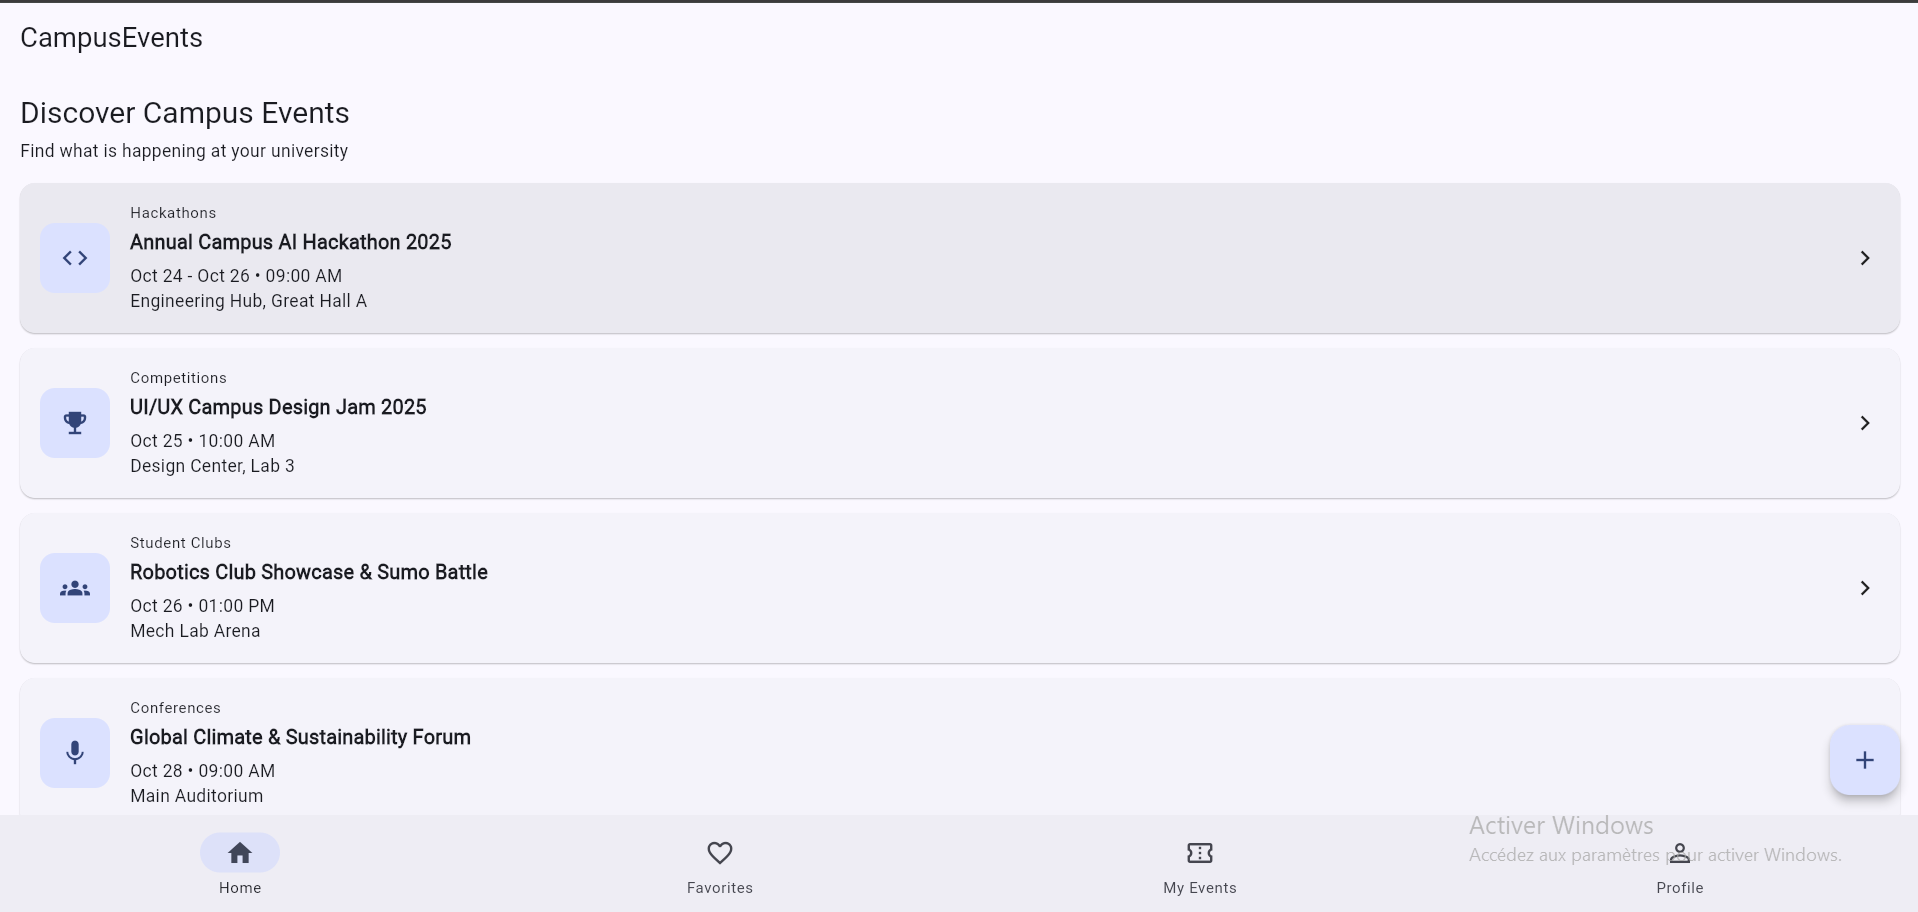 CampusEvents
Discover Campus Events
Find what is happening at your university
Hackathons
Annual Campus AI Hackathon 2025
Oct 24 - Oct 26 • 09:00 AM
Engineering Hub, Great Hall A
Competitions
UI/UX Campus Design Jam 2025
Oct 25 • 10:00 AM
Design Center, Lab 3
Student Clubs
Robotics Club Showcase & Sumo Battle
Oct 26 • 01:00 PM
Mech Lab Arena
Conferences
Global Climate & Sustainability Forum
Oct 28 • 09:00 AM
Main Auditorium
Activer Windows
Accédez aux paramètres pour activer Windows.
Home
Favorites
My Events
Profile